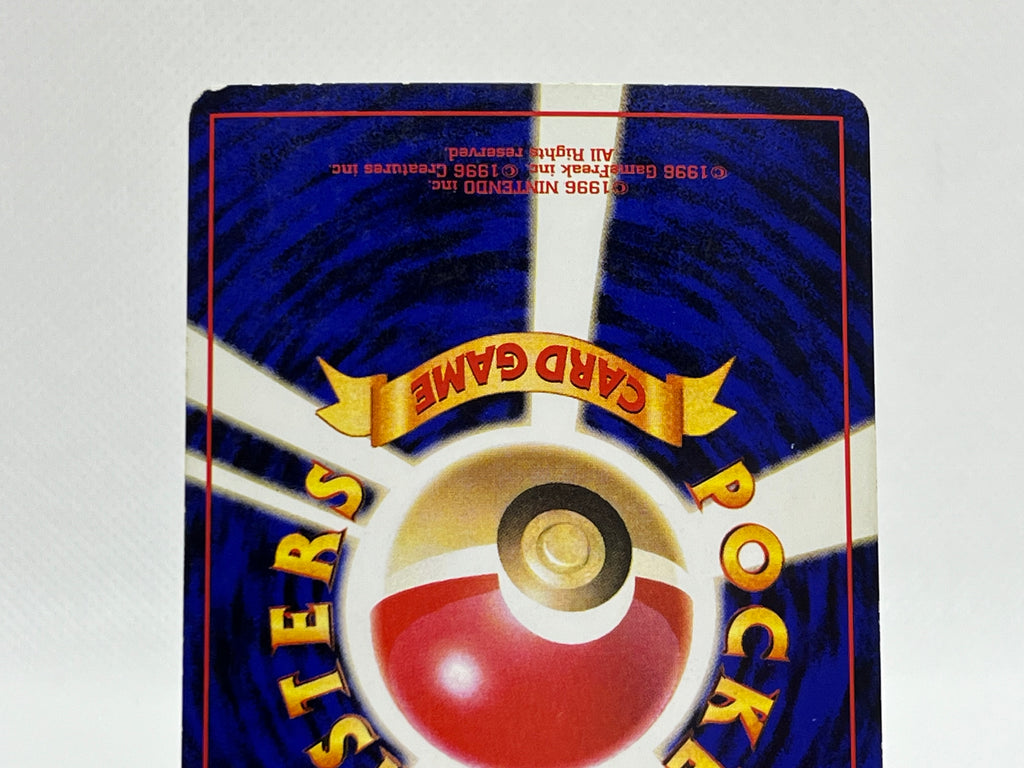 POCKE
STERS
CARD GAME
©1996 NINTENDO inc.
©1996 GameFreak inc. ©1996 Creatures inc.
All Rights reserved.